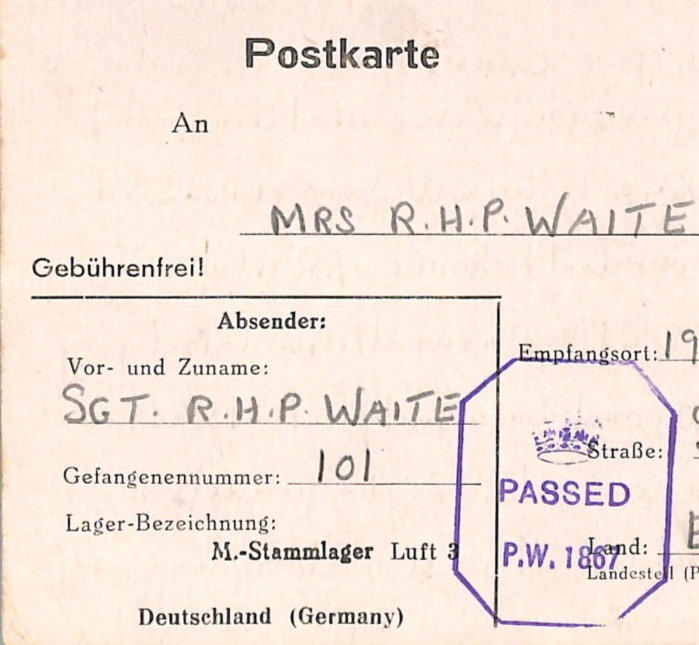 Postkarte
An
MRS R.H.P. WAITE
Gebührenfrei!
Absender:
Vor- und Zuname:
SGT. R.H.P. WAITE
Gefangenennummer: 101
Lager-Bezeichnung:
M.-Stammlager Luft 3
Deutschland (Germany)
Empfangsort: 19
Straße:
PASSED
P.W. 1867
Land:
Landesteil (P